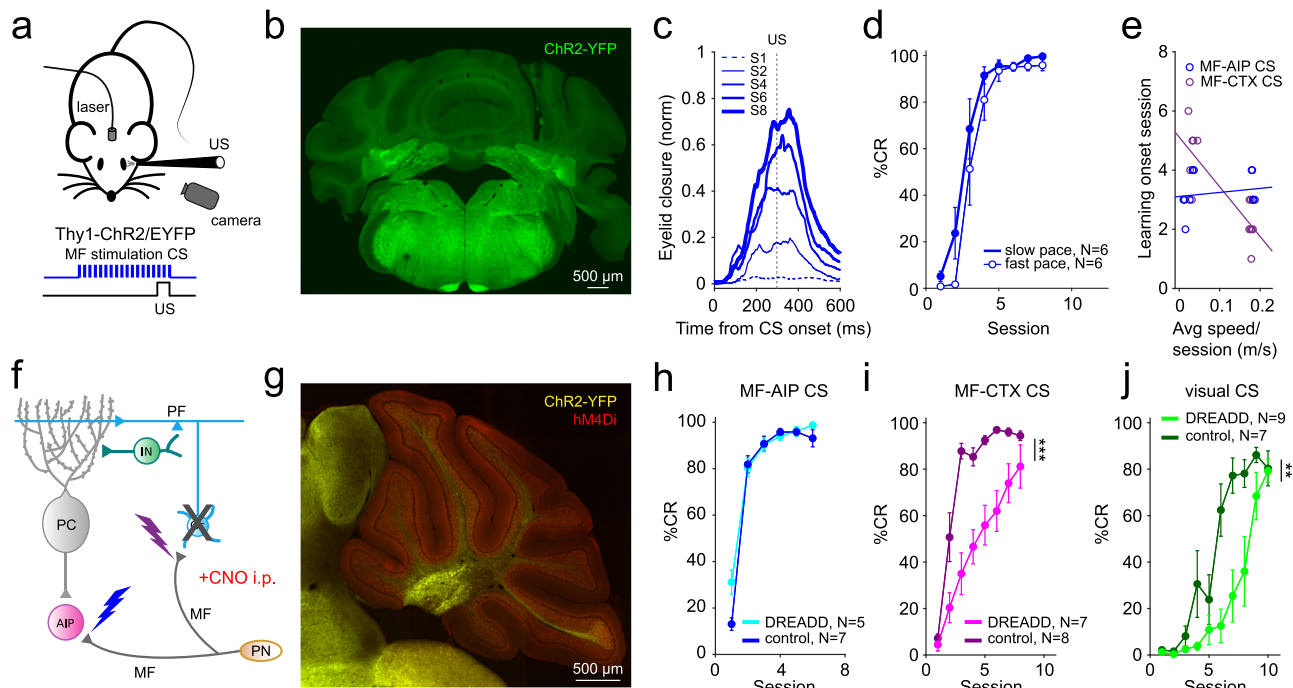 a
laser
US
camera
Thy1-ChR2/EYFP
MF stimulation CS
US
b
ChR2-YFP
500 µm
c
US
S1
S2
S4
S6
S8
1
0.8
0.6
0.4
0.2
0
Eyelid closure (norm)
0 200 400 600
Time from CS onset (ms)
d
100
80
60
40
20
0
%CR
slow pace, N=6
fast pace, N=6
0 5 10
Session
e
MF-AIP CS
MF-CTX CS
8
6
4
2
0
Learning onset session
0 0.1 0.2
Avg speed/
session (m/s)
f
PF
IN
PC
+CNO i.p.
MF
AIP
MF
PN
g
ChR2-YFP
hM4Di
500 µm
h
MF-AIP CS
100
80
60
40
20
0
%CR
DREADD, N=5
control, N=7
0 4 8
Session
i
MF-CTX CS
100
80
60
40
20
0
%CR
***
DREADD, N=7
control, N=8
0 5 10
Session
j
visual CS
DREADD, N=9
control, N=7
100
80
60
40
20
0
%CR
**
0 5 10
Session